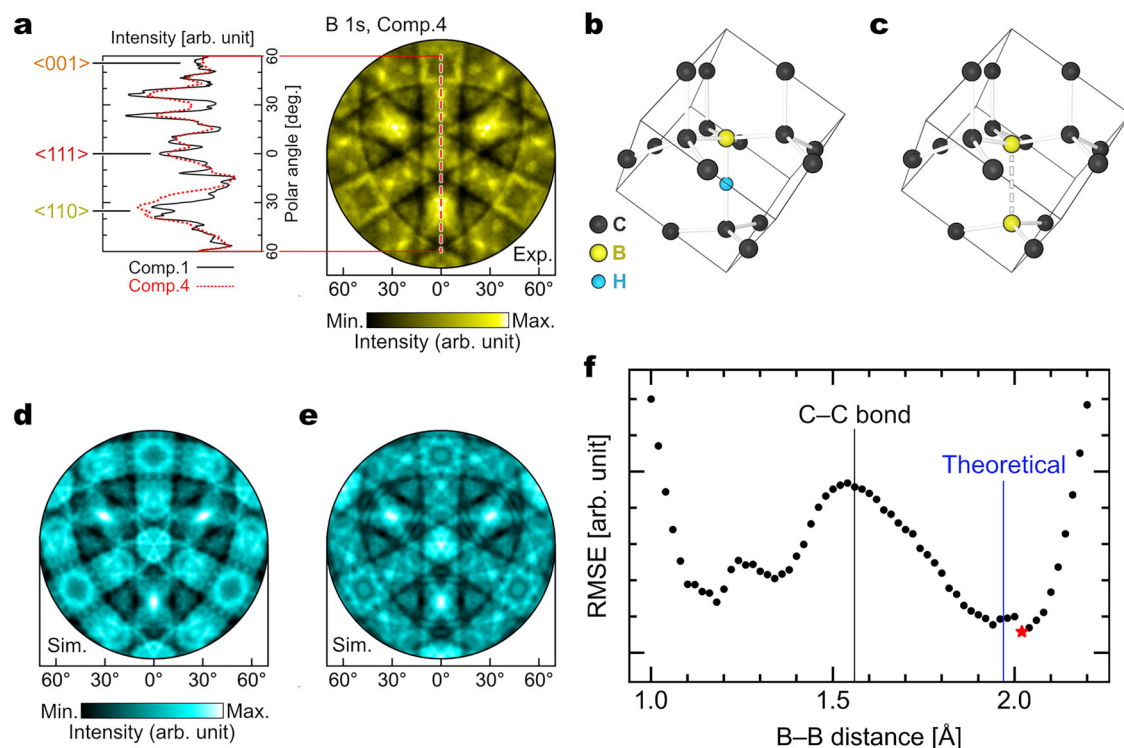 a
Intensity [arb. unit]
<001>
<111>
<110>
60
30
0
30
60
Polar angle [deg.]
Comp.1
Comp.4
B 1s, Comp.4
Exp.
60° 30° 0° 30° 60°
Min. Max.
Intensity (arb. unit)
b
C
B
H
c
d
Sim.
60° 30° 0° 30° 60°
Min. Max.
Intensity (arb. unit)
e
Sim.
60° 30° 0° 30° 60°
f
C–C bond
Theoretical
RMSE [arb. unit]
1.0 1.5 2.0
B–B distance [Å]